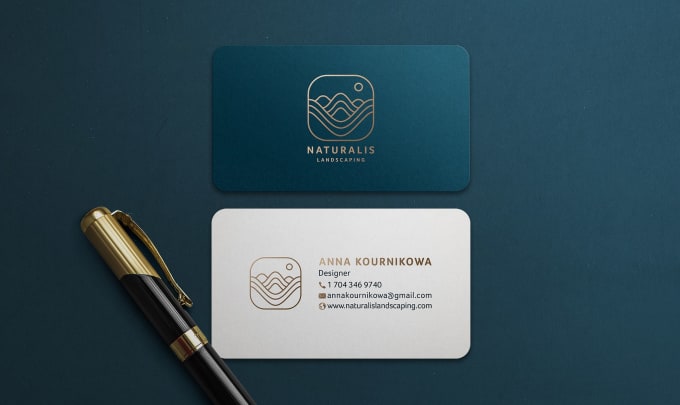 NATURALIS
LANDSCAPING
ANNA KOURNIKOWA
Designer
1 704 346 9740
annakournikowa@gmail.com
www.naturalislandscaping.com